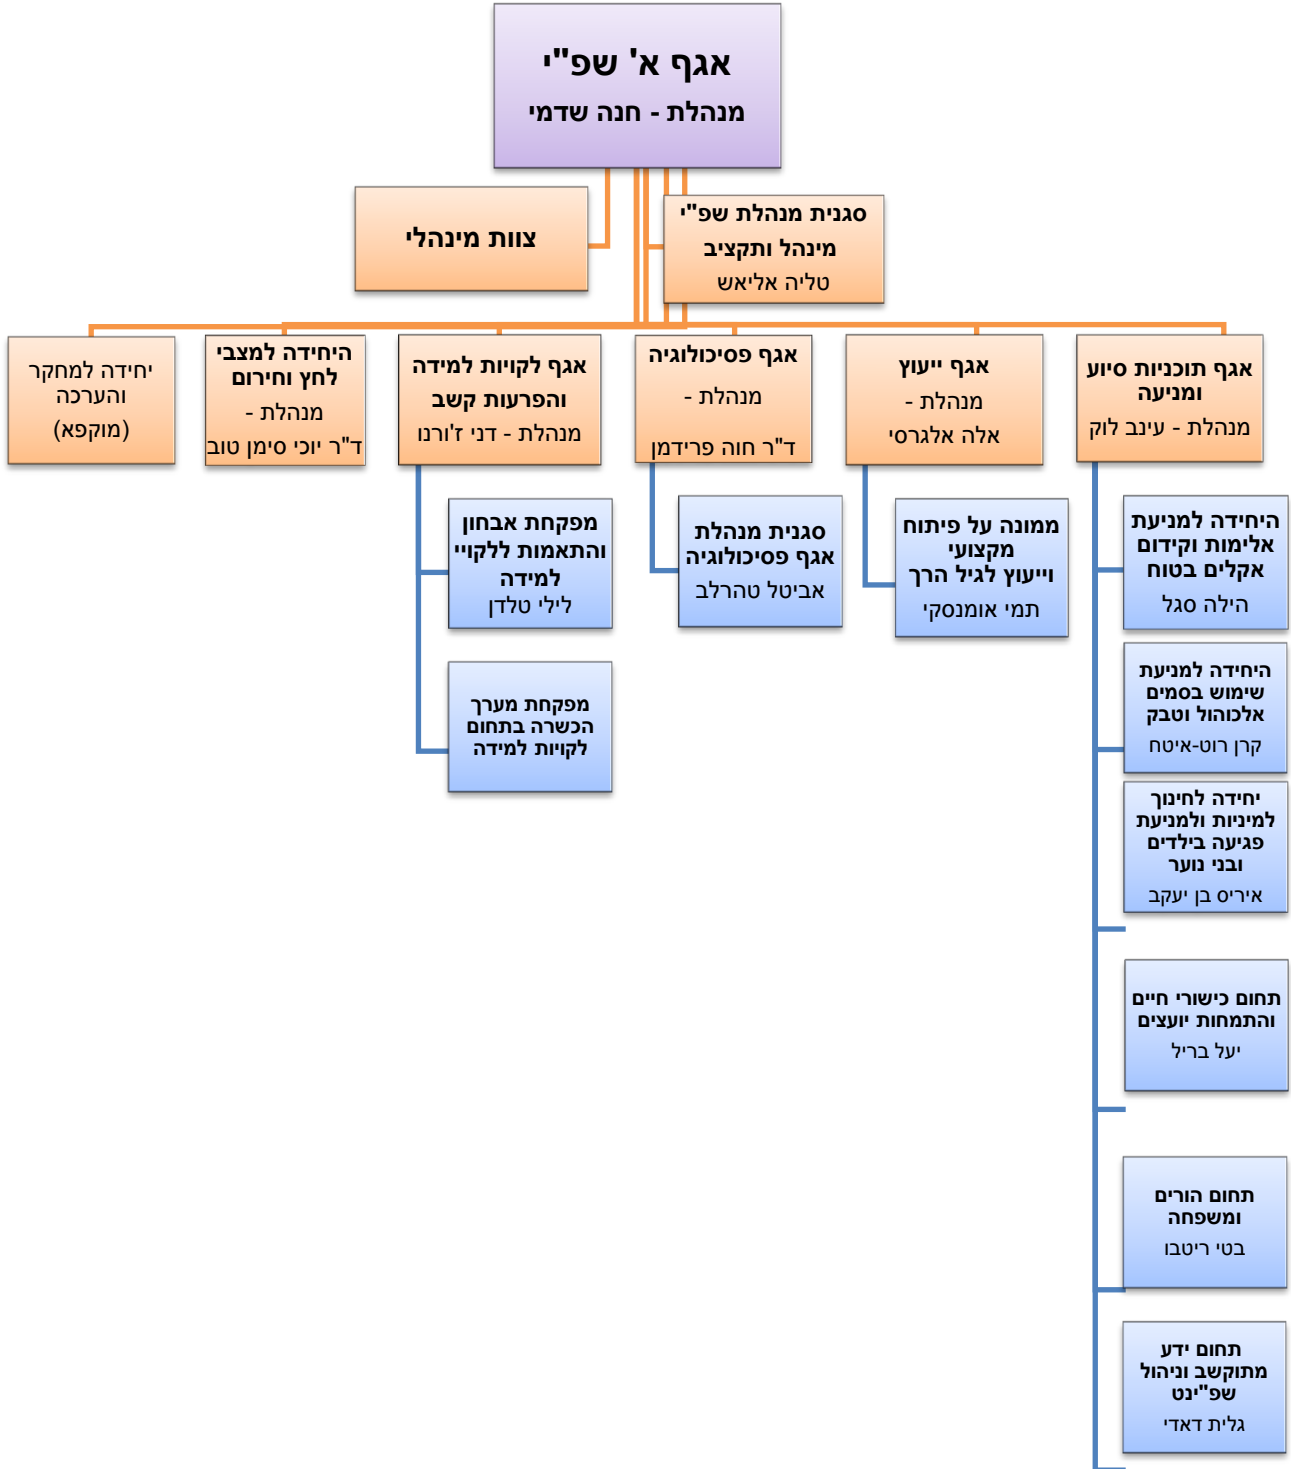 אגף א' שפ"י
מנהלת - חנה שדמי
סגנית מנהלת שפ"י
מינהל ותקציב
טליה אליאש
צוות מינהלי
אגף תוכניות סיוע
ומניעה
מנהלת - עינב לוק
אגף ייעוץ
מנהלת -
אלה אלגרסי
אגף פסיכולוגיה
מנהלת -
ד"ר חוה פרידמן
אגף לקויות למידה
והפרעות קשב
מנהלת - דני ז'ורנו
היחידה למצבי
לחץ וחירום
מנהלת -
ד"ר יוכי סימן טוב
יחידה למחקר
והערכה
(מוקפא)
היחידה למניעת
אלימות וקידום
אקלים בטוח
הילה סגל
היחידה למניעת
שימוש בסמים
אלכוהול וטבק
קרן רוט-איטח
יחידה לחינוך
למיניות ולמניעת
פגיעה בילדים
ובני נוער
איריס בן יעקב
תחום כישורי חיים
והתמחות יועצים
יעל בריל
תחום הורים
ומשפחה
בטי ריטבו
תחום ידע
מתוקשב וניהול
שפ"ינט
גלית דאדי
ממונה על פיתוח
מקצועי
וייעוץ לגיל הרך
תמי אומנסקי
סגנית מנהלת
אגף פסיכולוגיה
אביטל טהרלב
מפקחת אבחון
והתאמות ללקויי
למידה
לילי טלדן
מפקחת מערך
הכשרה בתחום
לקויות למידה